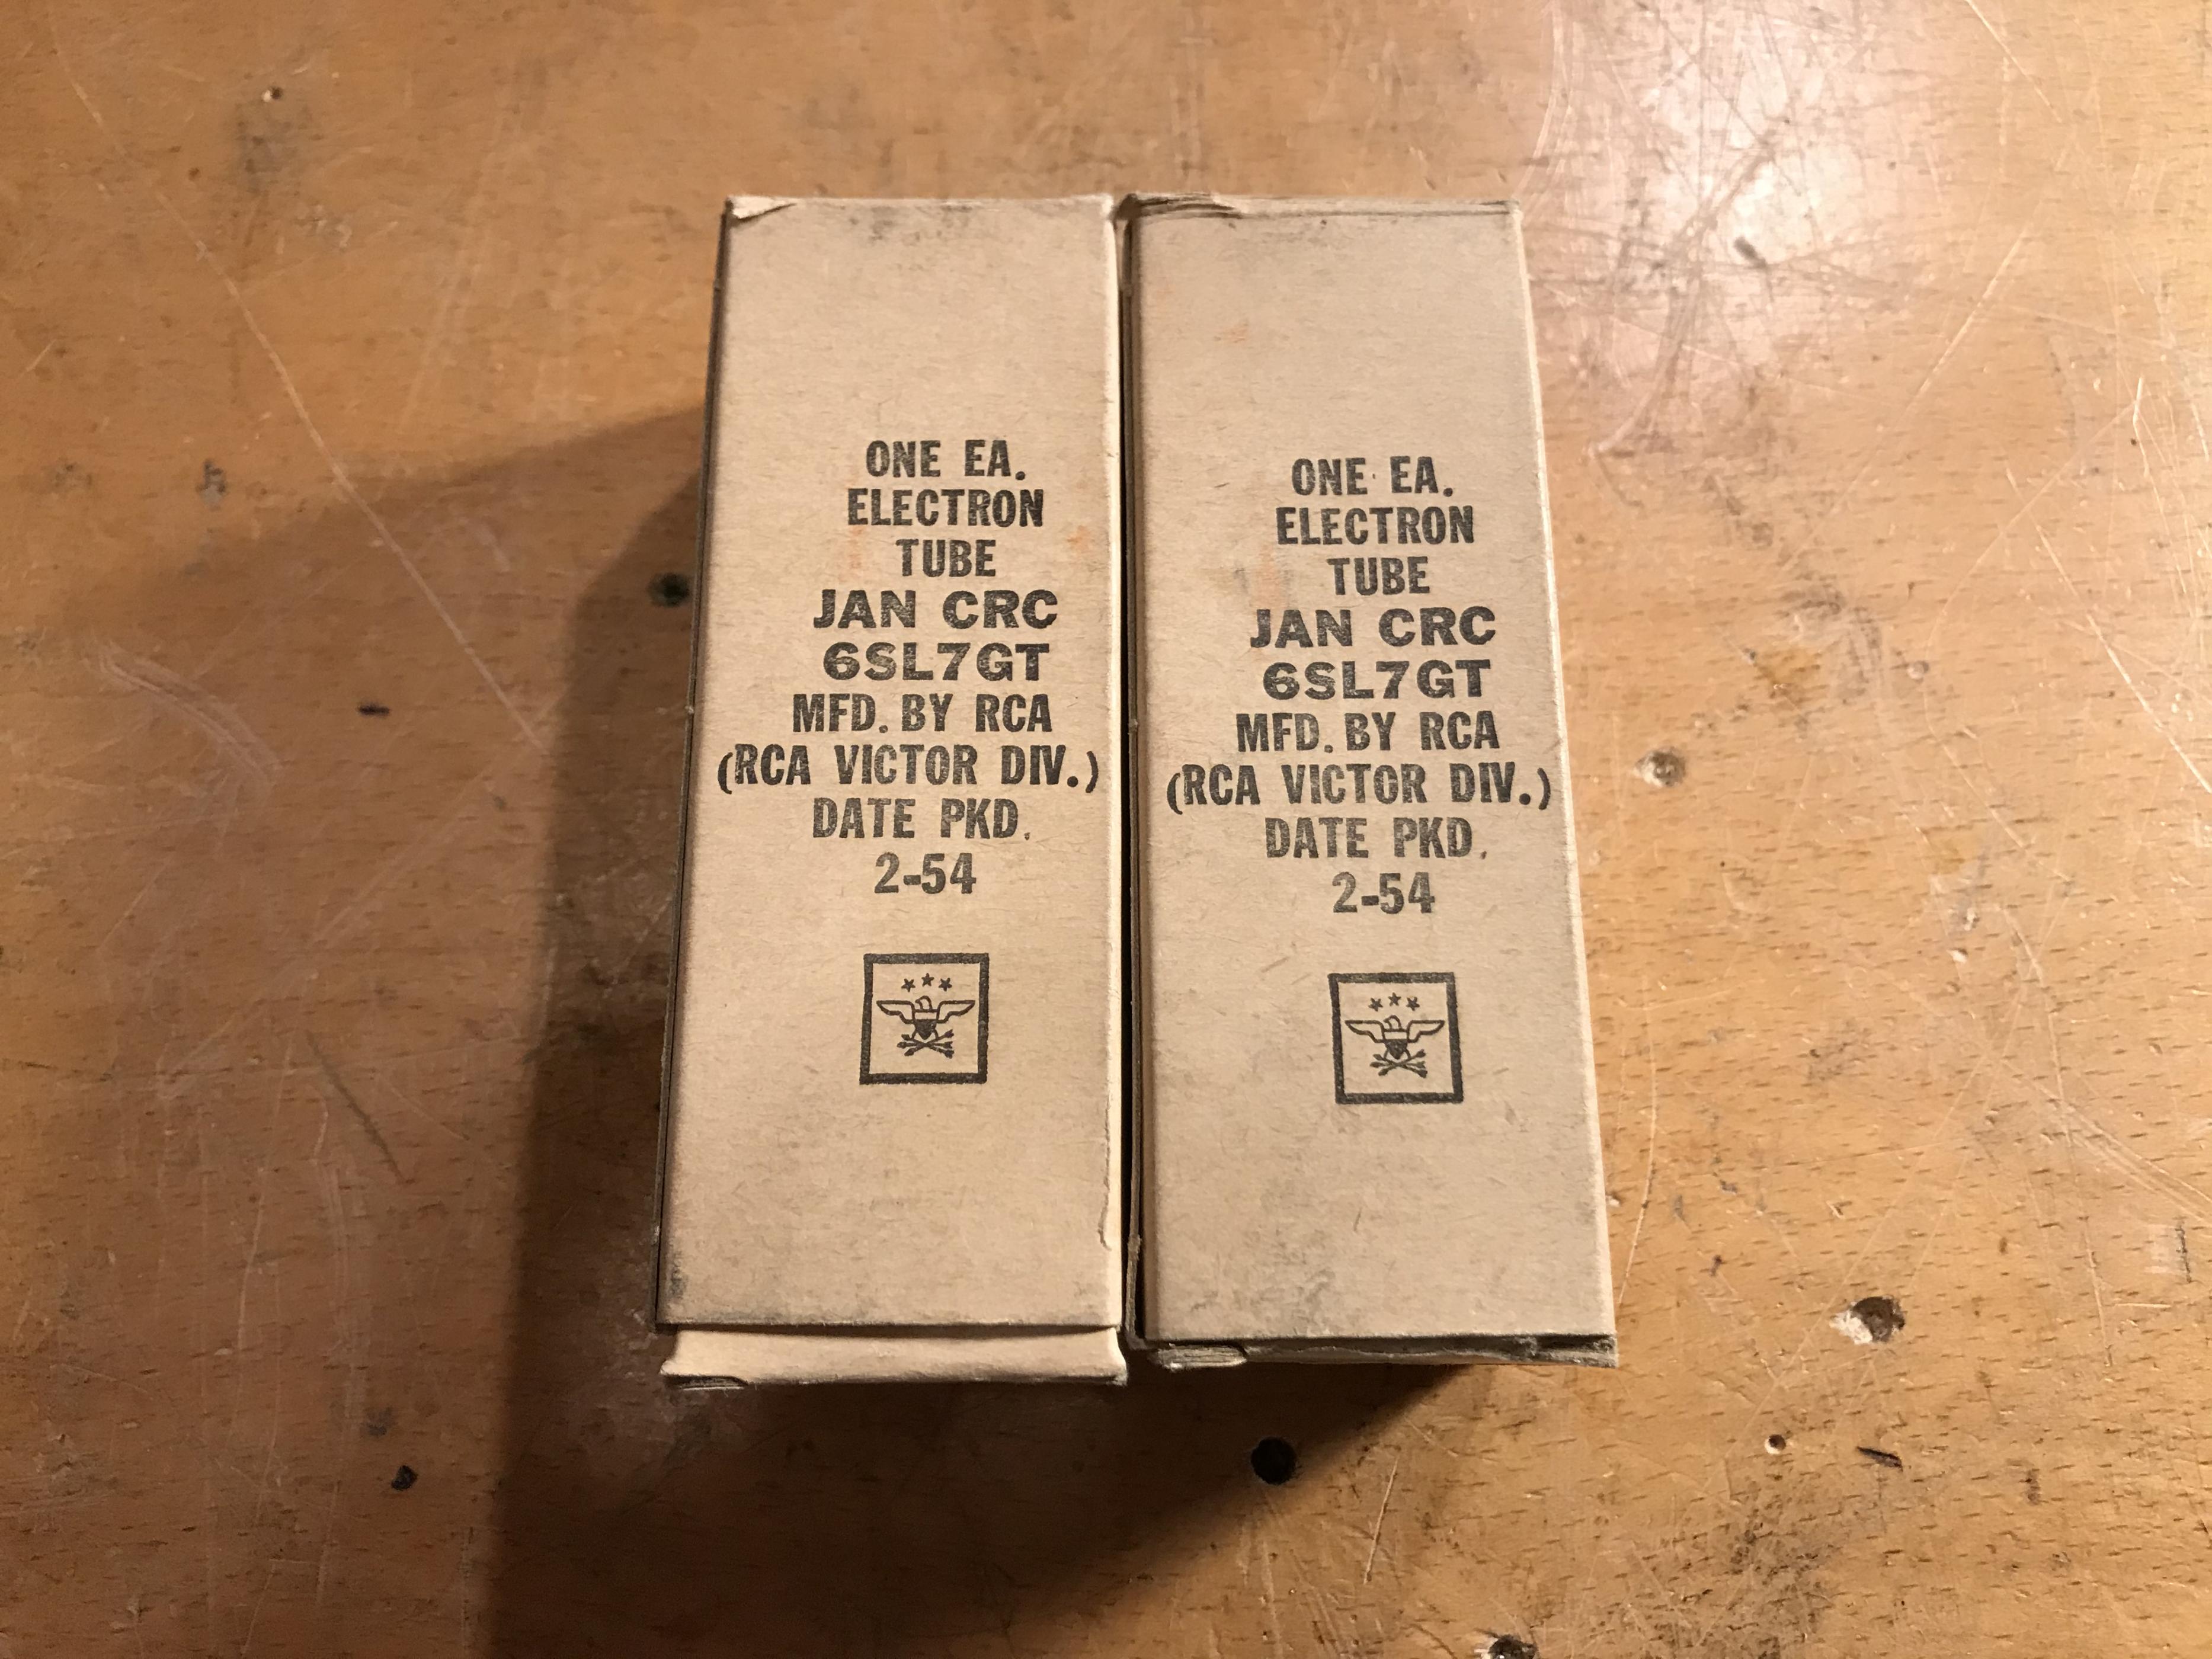 ONE EA.
ELECTRON
TUBE
JAN CRC
6SL7GT
MFD. BY RCA
(RCA VICTOR DIV.)
DATE PKD.
2-54
ONE EA.
ELECTRON
TUBE
JAN CRC
6SL7GT
MFD. BY RCA
(RCA VICTOR DIV.)
DATE PKD.
2-54